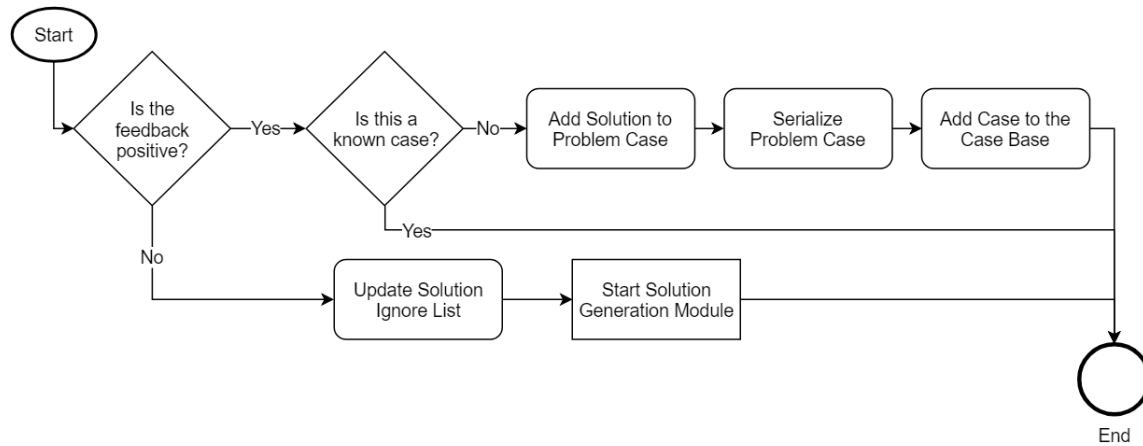 Start
Is the
feedback
positive?
Yes
Is this a
known case?
No
Add Solution to
Problem Case
Serialize
Problem Case
Add Case to the
Case Base
Yes
No
Update Solution
Ignore List
Start Solution
Generation Module
End